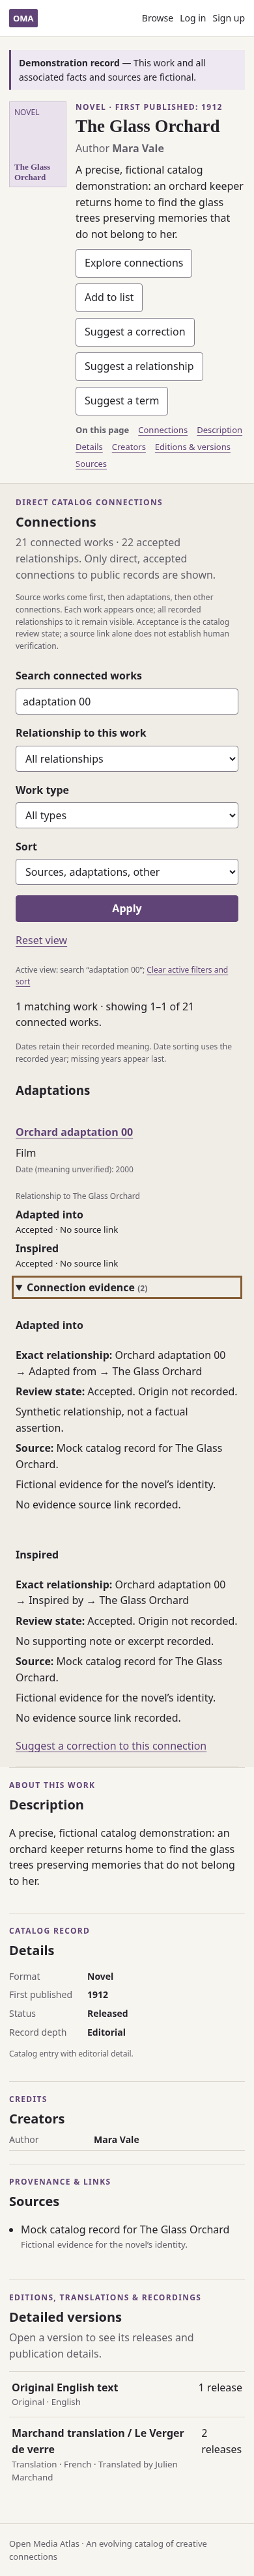 OMA
Browse Log in Sign up
Demonstration record — This work and all
associated facts and sources are fictional.
NOVEL
The Glass
Orchard
NOVEL · FIRST PUBLISHED: 1912
The Glass Orchard
Author Mara Vale
A precise, fictional catalog
demonstration: an orchard keeper
returns home to find the glass
trees preserving memories that
do not belong to her.
Explore connections
Add to list
Suggest a correction
Suggest a relationship
Suggest a term
On this page Connections Description
Details Creators Editions & versions
Sources
DIRECT CATALOG CONNECTIONS
Connections
21 connected works · 22 accepted
relationships. Only direct, accepted
connections to public records are shown.
Source works come first, then adaptations, then other
connections. Each work appears once; all recorded
relationships to it remain visible. Acceptance is the catalog
review state; a source link alone does not establish human
verification.
Search connected works
adaptation 00
Relationship to this work
All relationships
Work type
All types
Sort
Sources, adaptations, other
Apply
Reset view
Active view: search “adaptation 00”; Clear active filters and
sort
1 matching work · showing 1–1 of 21
connected works.
Dates retain their recorded meaning. Date sorting uses the
recorded year; missing years appear last.
Adaptations
Orchard adaptation 00
Film
Date (meaning unverified): 2000
Relationship to The Glass Orchard
Adapted into
Accepted · No source link
Inspired
Accepted · No source link
▼ Connection evidence (2)
Adapted into
Exact relationship: Orchard adaptation 00
→ Adapted from → The Glass Orchard
Review state: Accepted. Origin not recorded.
Synthetic relationship, not a factual
assertion.
Source: Mock catalog record for The Glass
Orchard.
Fictional evidence for the novel’s identity.
No evidence source link recorded.
Inspired
Exact relationship: Orchard adaptation 00
→ Inspired by → The Glass Orchard
Review state: Accepted. Origin not recorded.
No supporting note or excerpt recorded.
Source: Mock catalog record for The Glass
Orchard.
Fictional evidence for the novel’s identity.
No evidence source link recorded.
Suggest a correction to this connection
ABOUT THIS WORK
Description
A precise, fictional catalog demonstration: an
orchard keeper returns home to find the glass
trees preserving memories that do not belong
to her.
CATALOG RECORD
Details
Format Novel
First published 1912
Status Released
Record depth Editorial
Catalog entry with editorial detail.
CREDITS
Creators
Author Mara Vale
PROVENANCE & LINKS
Sources
• Mock catalog record for The Glass Orchard
Fictional evidence for the novel’s identity.
EDITIONS, TRANSLATIONS & RECORDINGS
Detailed versions
Open a version to see its releases and
publication details.
Original English text 1 release
Original · English
Marchand translation / Le Verger 2
de verre releases
Translation · French · Translated by Julien
Marchand
Open Media Atlas · An evolving catalog of creative
connections